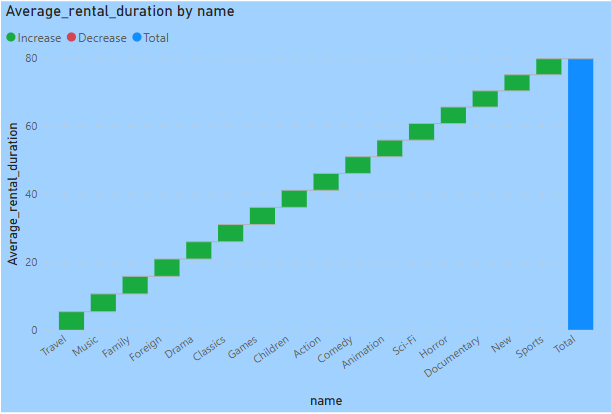 Average_rental_duration by name
Increase Decrease Total
80
60
40
20
0
Average_rental_duration
Travel Music Family Foreign Drama Classics Games Children Action Comedy Animation Sci-Fi Horror Documentary New Sports Total
name